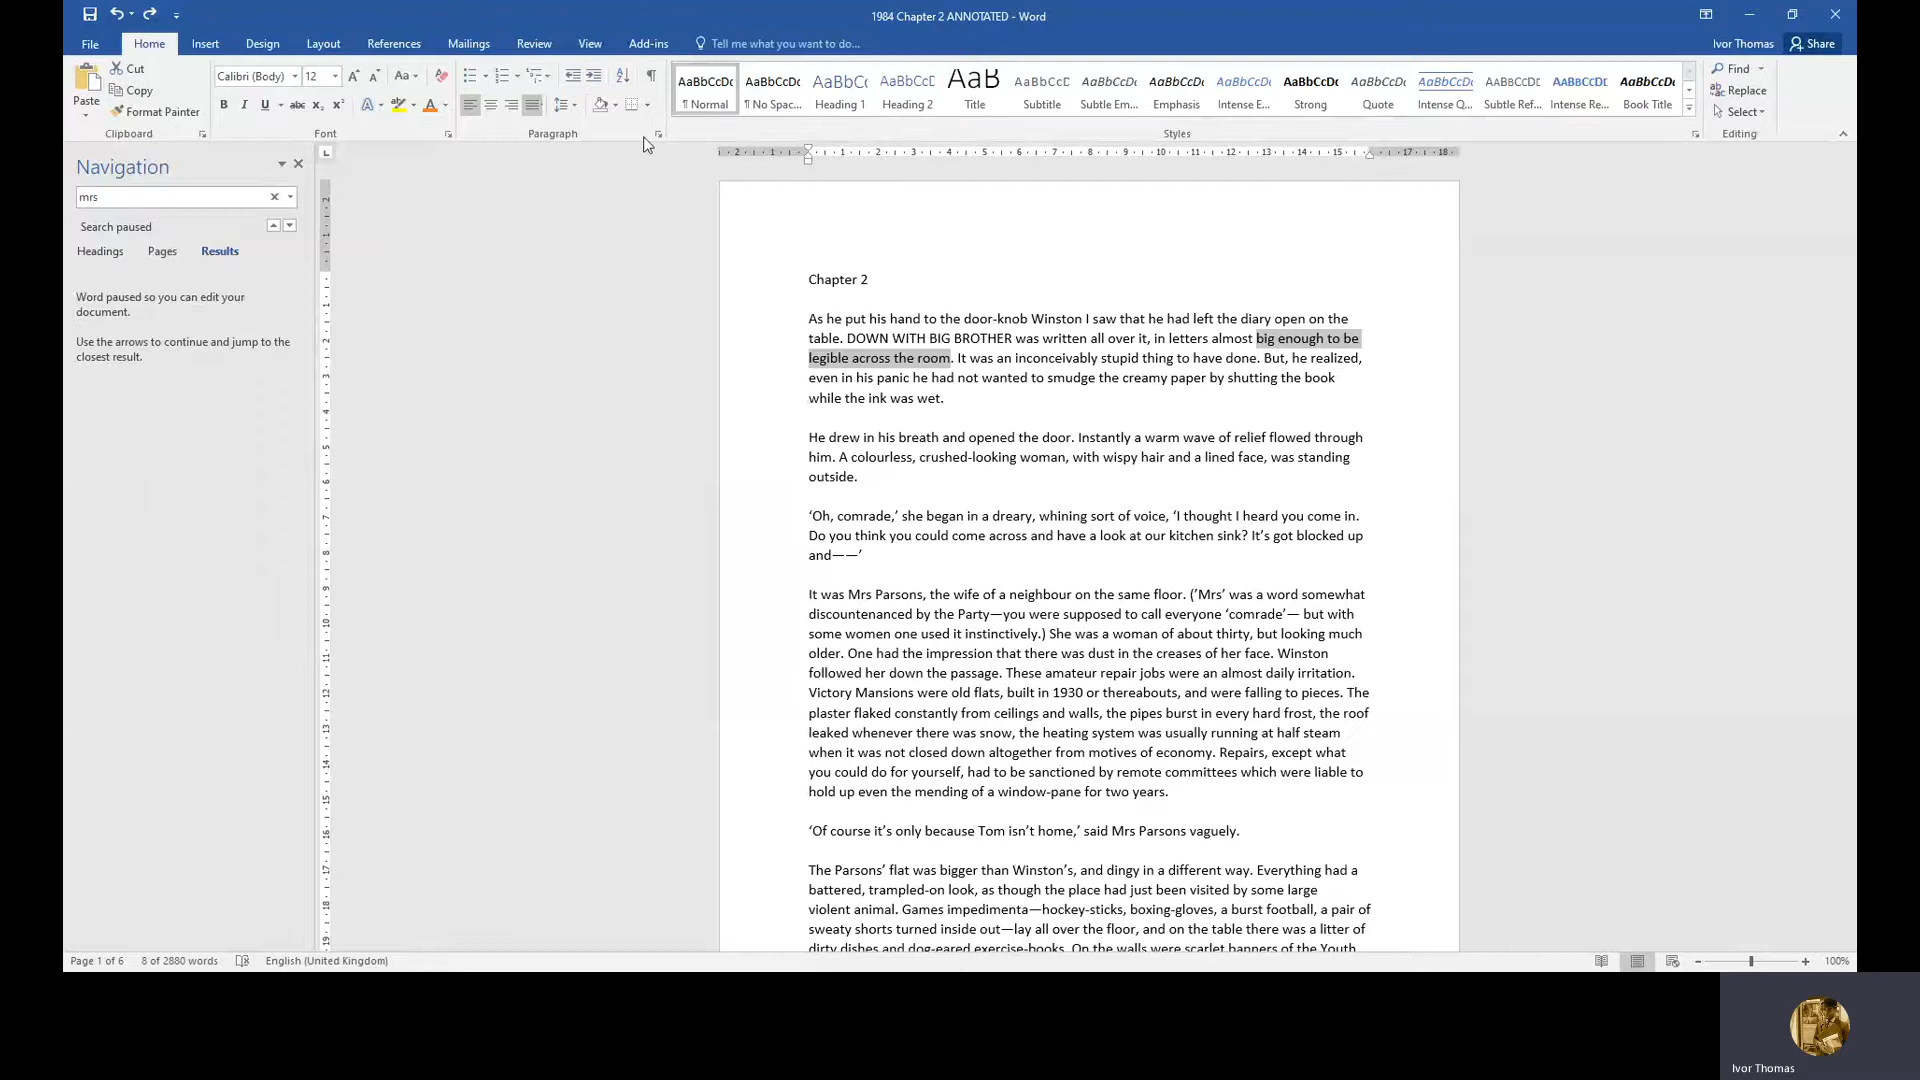 1984 Chapter 2 ANNOTATED - Word
Ivor Thomas
Share
File Home Insert Design Layout References Mailings Review View Add-ins Tell me what you want to do...
Paste
Cut
Copy
Format Painter
Clipboard
Calibri (Body) 12
Font
Paragraph
AaBbCcDc AaBbCcDc AaBbCc AaBbCcD AaB AaBbCcD AaBbCcDc AaBbCcDc AaBbCcDc AaBbCcDc AaBbCcDc AaBbCcDc AaBbCcDc AaBbCcDc AaBbCcDc
¶ Normal ¶ No Spac... Heading 1 Heading 2 Title Subtitle Subtle Em... Emphasis Intense E... Strong Quote Intense Q... Subtle Ref... Intense Re... Book Title
Styles
Find
Replace
Select
Editing
Navigation
mrs
Search paused
Headings Pages Results
Word paused so you can edit your
document.
Use the arrows to continue and jump to the
closest result.
Chapter 2
As he put his hand to the door-knob Winston I saw that he had left the diary open on the
table. DOWN WITH BIG BROTHER was written all over it, in letters almost big enough to be
legible across the room. It was an inconceivably stupid thing to have done. But, he realized,
even in his panic he had not wanted to smudge the creamy paper by shutting the book
while the ink was wet.
He drew in his breath and opened the door. Instantly a warm wave of relief flowed through
him. A colourless, crushed-looking woman, with wispy hair and a lined face, was standing
outside.
‘Oh, comrade,’ she began in a dreary, whining sort of voice, ‘I thought I heard you come in.
Do you think you could come across and have a look at our kitchen sink? It’s got blocked up
and——’
It was Mrs Parsons, the wife of a neighbour on the same floor. (’Mrs’ was a word somewhat
discountenanced by the Party—you were supposed to call everyone ‘comrade’— but with
some women one used it instinctively.) She was a woman of about thirty, but looking much
older. One had the impression that there was dust in the creases of her face. Winston
followed her down the passage. These amateur repair jobs were an almost daily irritation.
Victory Mansions were old flats, built in 1930 or thereabouts, and were falling to pieces. The
plaster flaked constantly from ceilings and walls, the pipes burst in every hard frost, the roof
leaked whenever there was snow, the heating system was usually running at half steam
when it was not closed down altogether from motives of economy. Repairs, except what
you could do for yourself, had to be sanctioned by remote committees which were liable to
hold up even the mending of a window-pane for two years.
‘Of course it’s only because Tom isn’t home,’ said Mrs Parsons vaguely.
The Parsons’ flat was bigger than Winston’s, and dingy in a different way. Everything had a
battered, trampled-on look, as though the place had just been visited by some large
violent animal. Games impedimenta—hockey-sticks, boxing-gloves, a burst football, a pair of
sweaty shorts turned inside out—lay all over the floor, and on the table there was a litter of
dirty dishes and dog-eared exercise-books. On the walls were scarlet banners of the Youth
Page 1 of 6 8 of 2880 words English (United Kingdom)
100%
Ivor Thomas